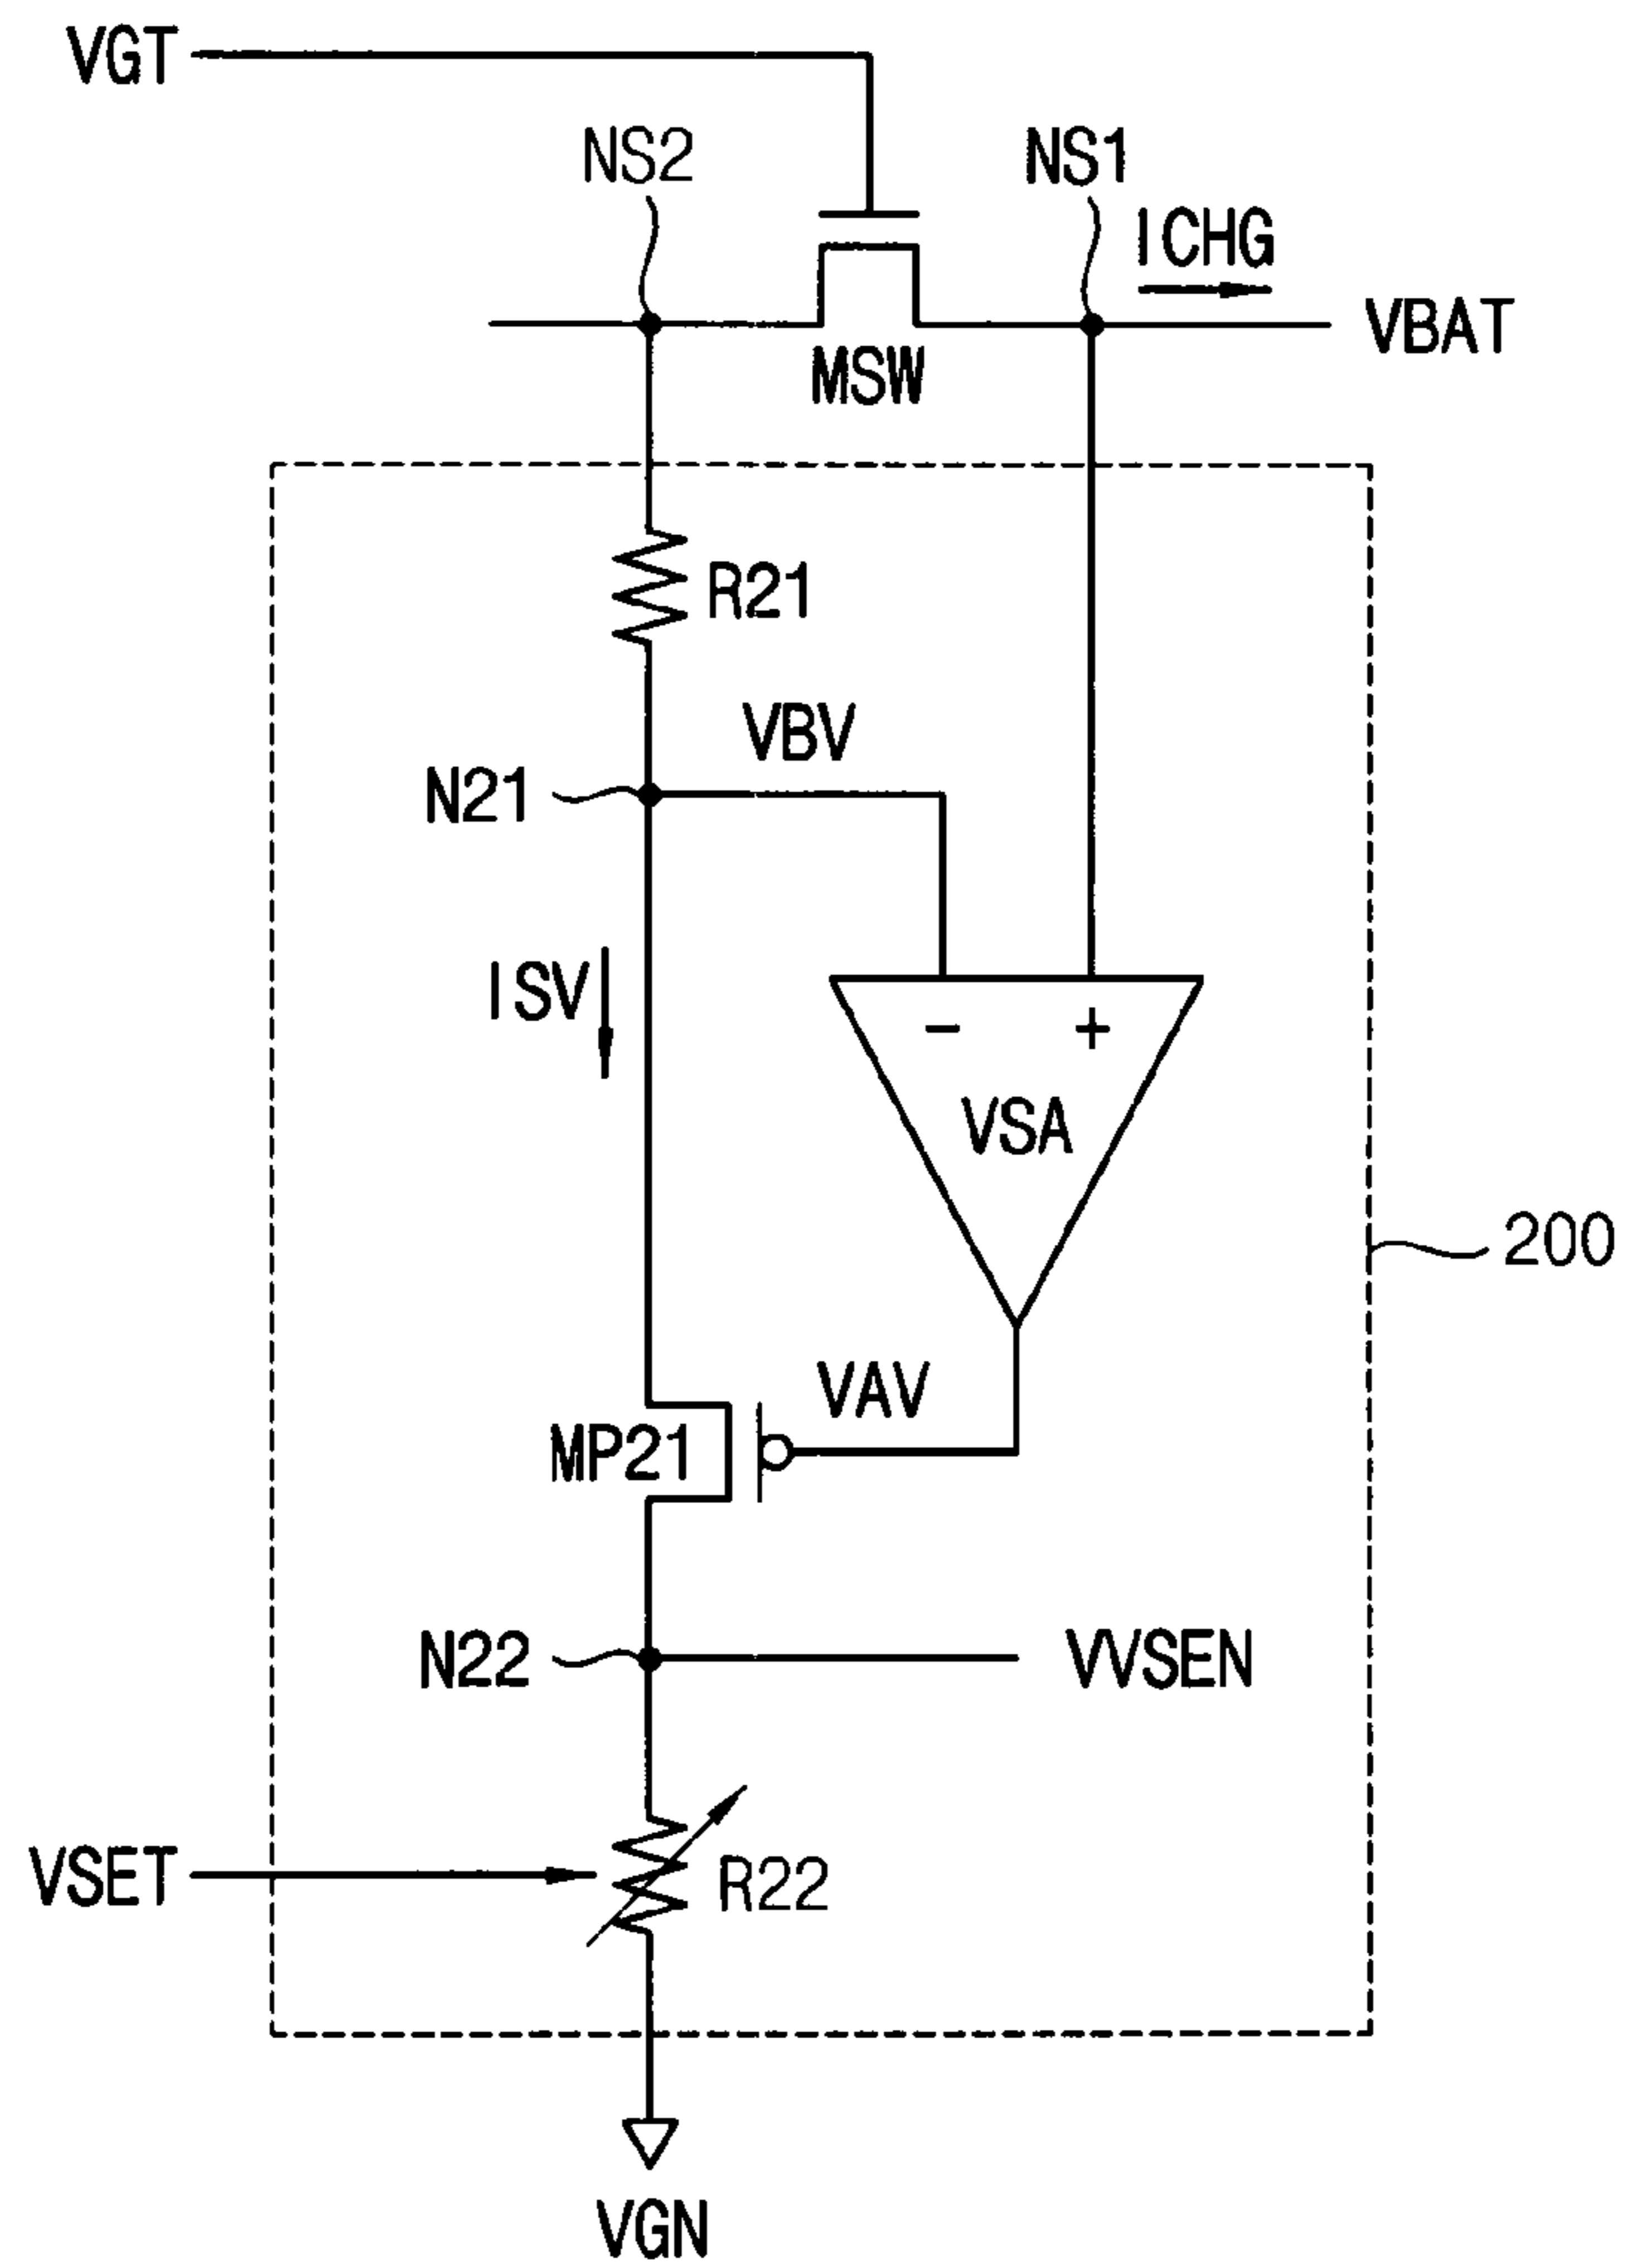 VGT
NS2
NS1
ICHG
VBAT
MSW
R21
VBV
N21
ISV
- +
VSA
200
VAV
MP21
N22
VVSEN
VSET
R22
VGN